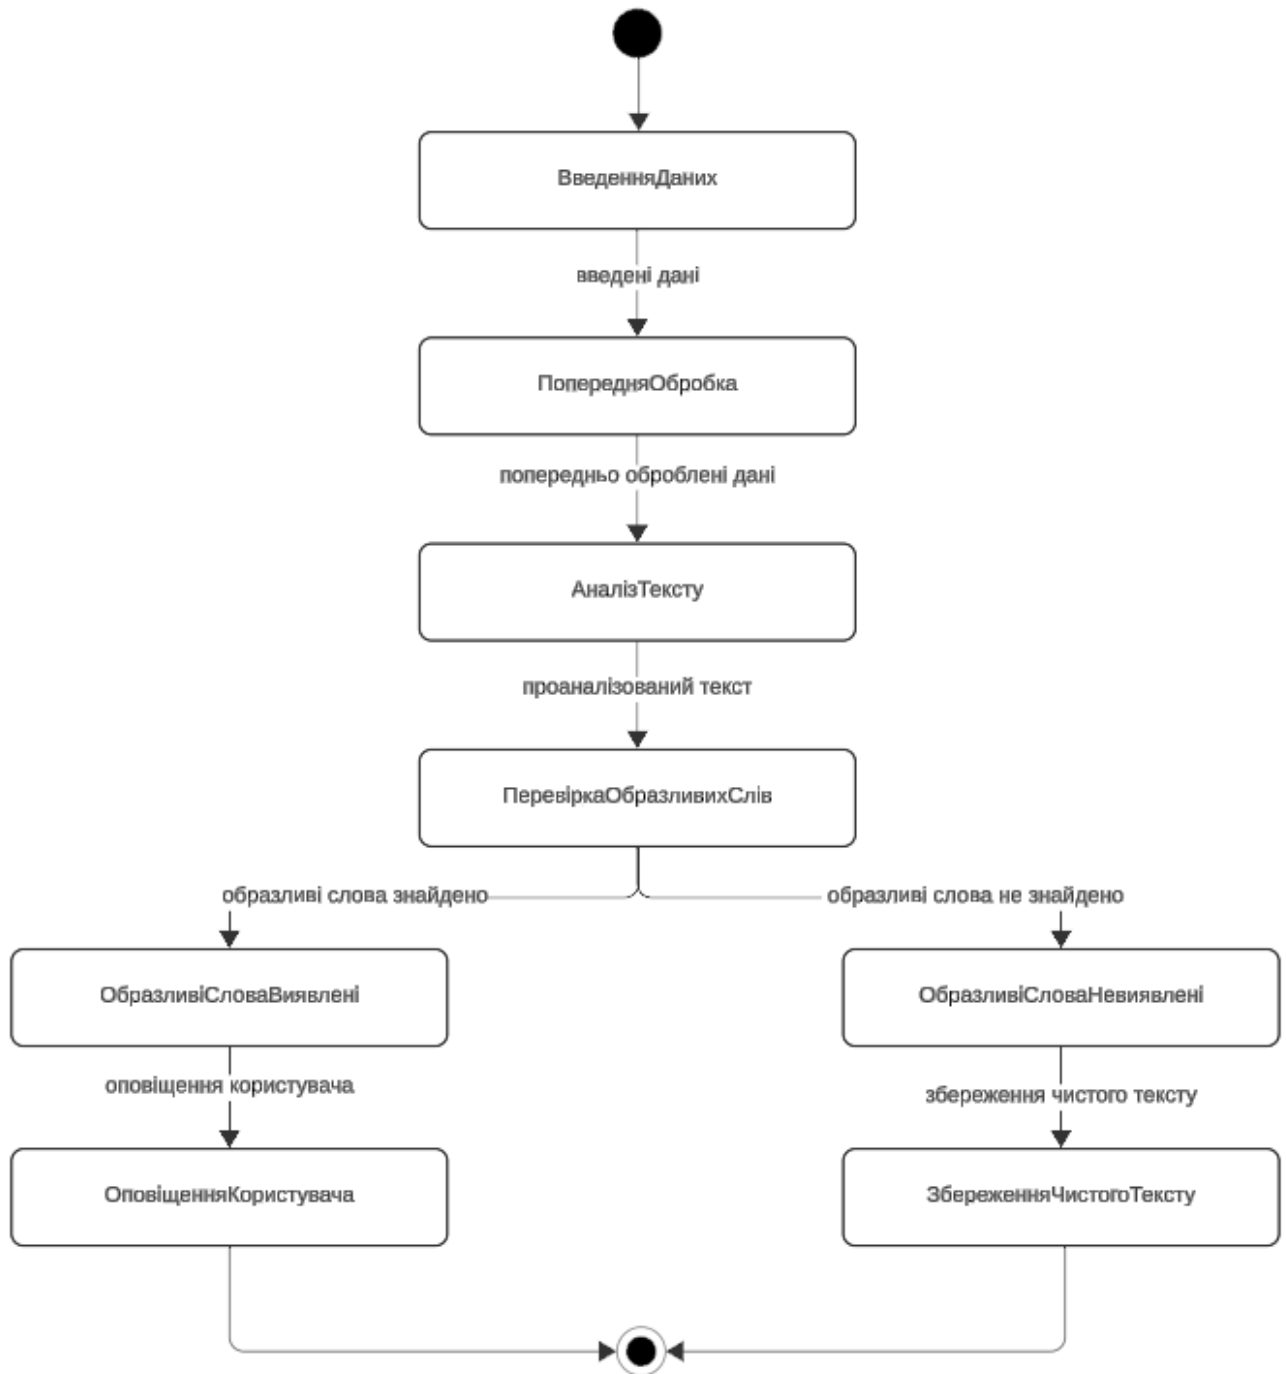 ВведенняДаних
введені дані
ПопередняОбробка
попередньо оброблені дані
АналізТексту
проаналізований текст
ПеревіркаОбразливихСлів
образливі слова знайдено
образливі слова не знайдено
ОбразливіСловаВиявлені
ОбразливіСловаНевиявлені
оповіщення користувача
збереження чистого тексту
ОповіщенняКористувача
ЗбереженняЧистогоТексту